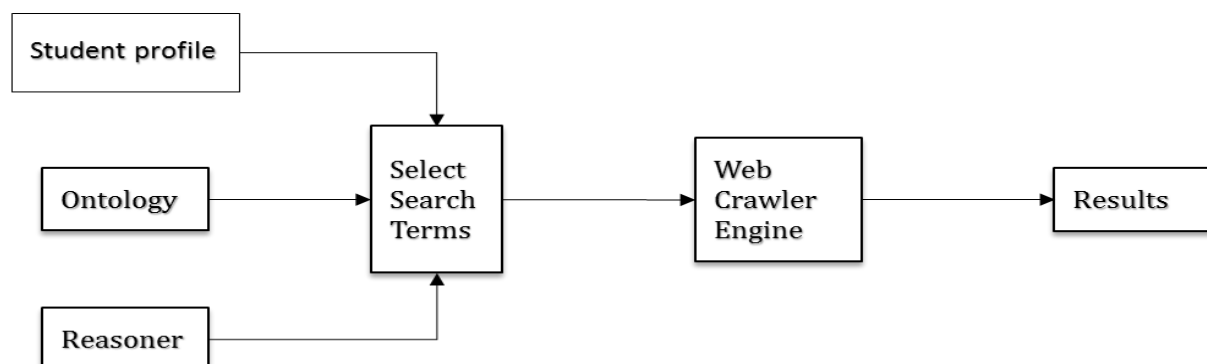 Student profile
Ontology
Select
Search
Terms
Web
Crawler
Engine
Results
Reasoner